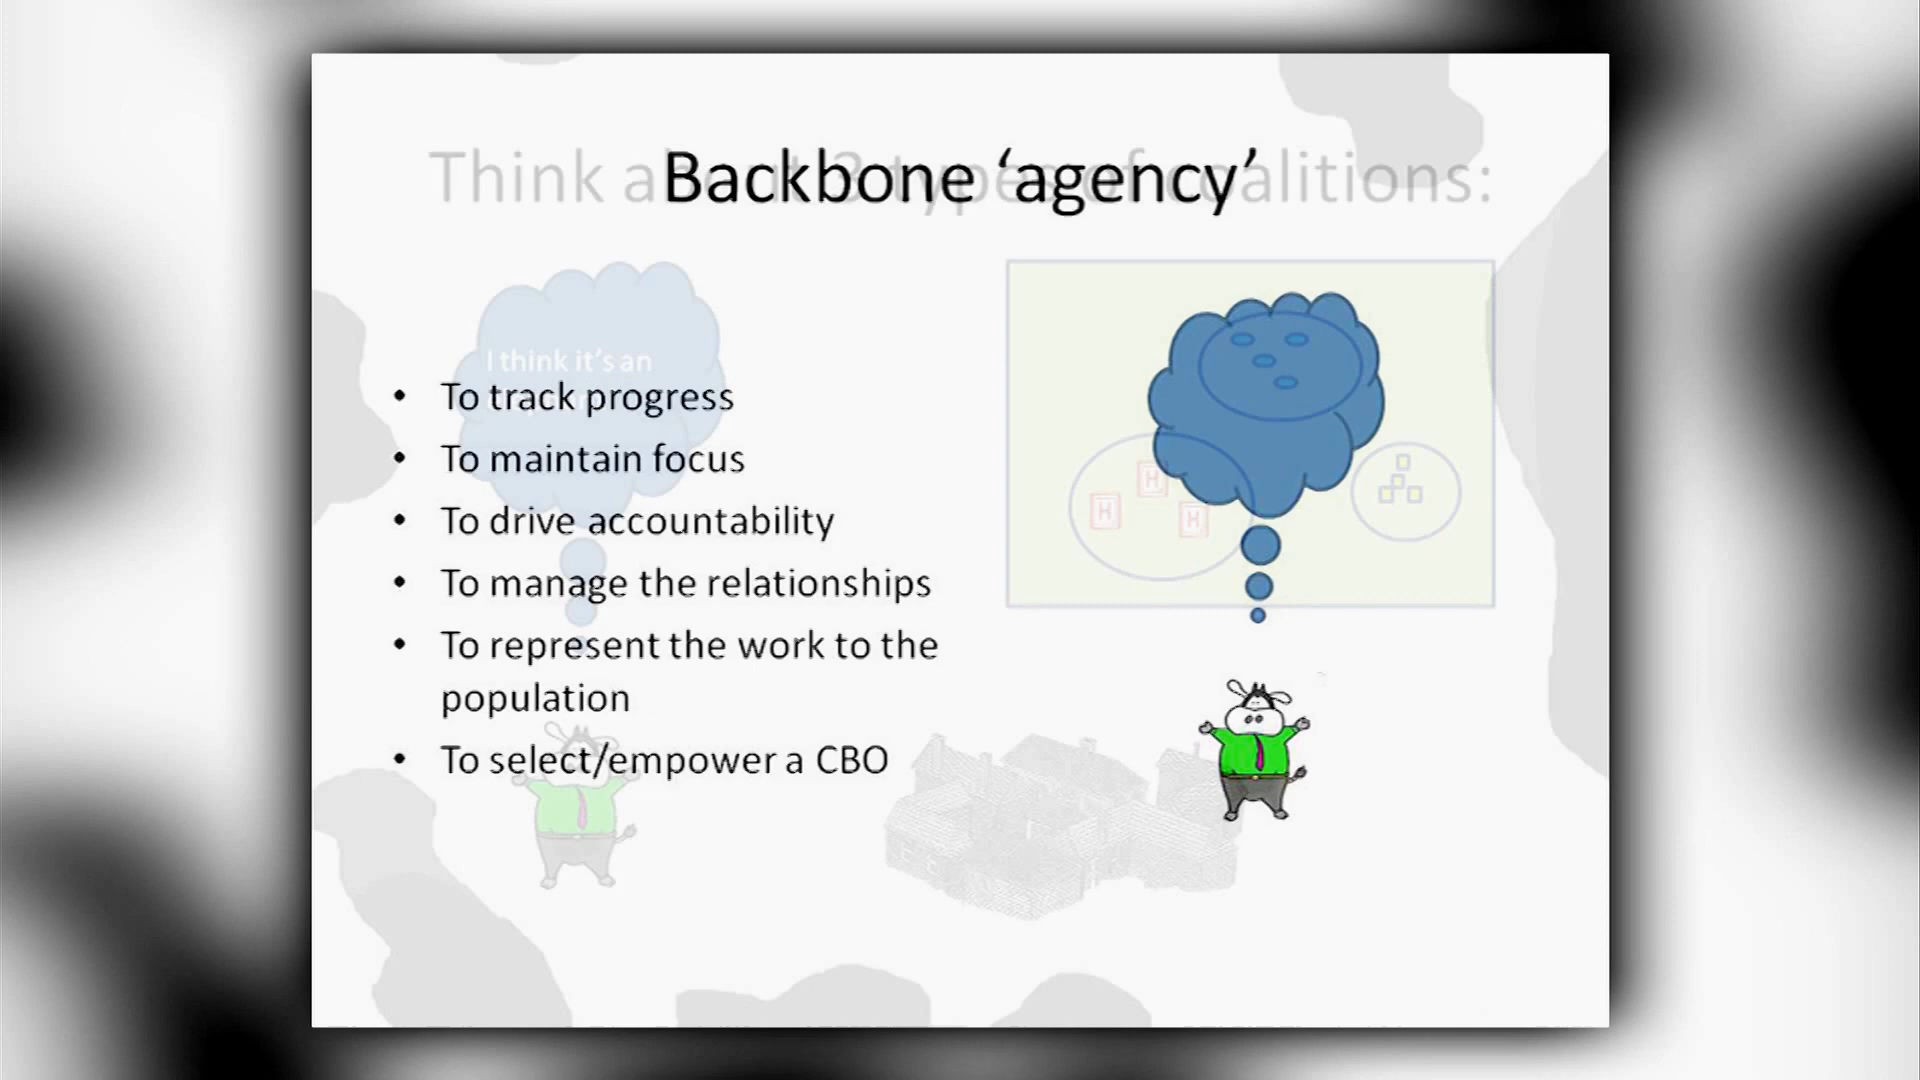 Think about 3 types of coalitions:
Backbone ‘agency’
I think it’s an
• To track progress
• To maintain focus
• To drive accountability
• To manage the relationships
• To represent the work to the
population
• To select/empower a CBO
H
H
H